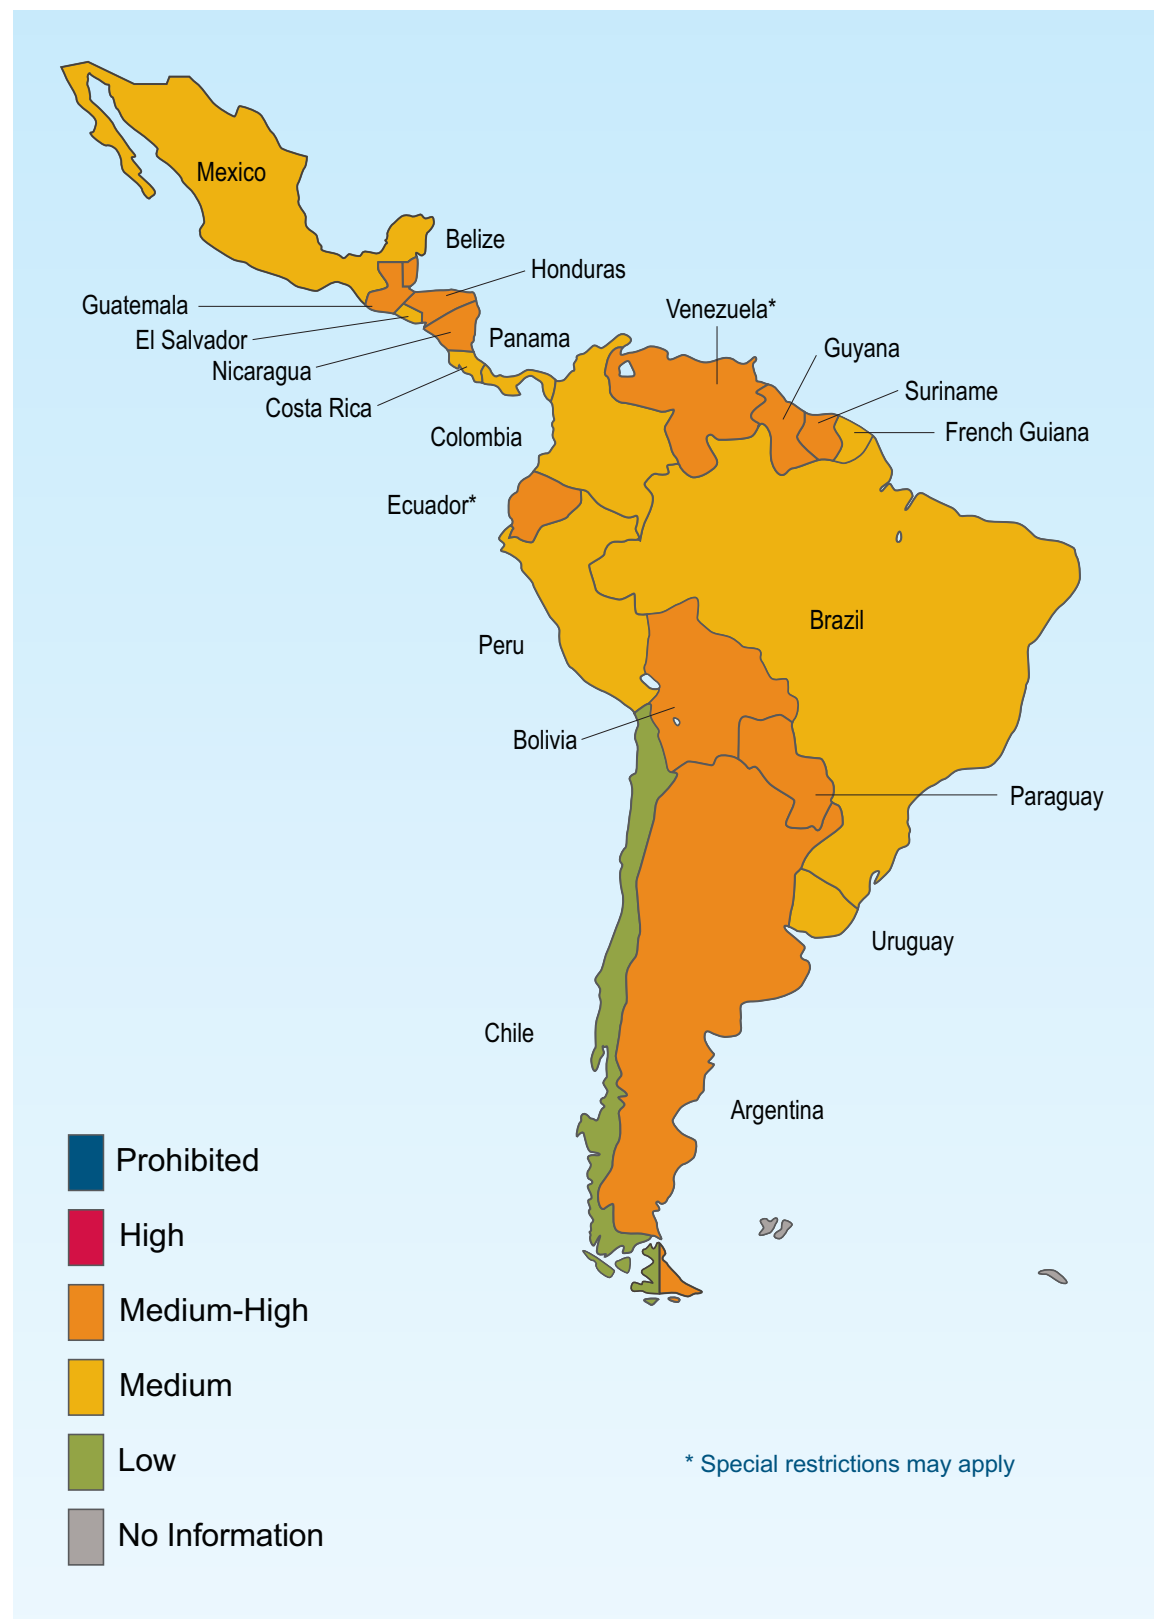 Mexico
Belize
Honduras
Guatemala
Venezuela*
El Salvador
Panama
Guyana
Nicaragua
Suriname
Costa Rica
French Guiana
Colombia
Ecuador*
Brazil
Peru
Bolivia
Paraguay
Uruguay
Chile
Argentina
Prohibited
High
Medium-High
Medium
Low
* Special restrictions may apply
No Information